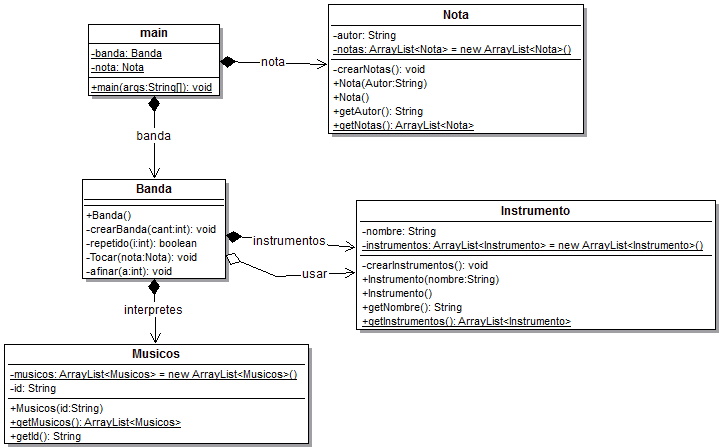 main
-banda: Banda
-nota: Nota
+main(args:String[]): void
nota
Nota
-autor: String
-notas: ArrayList<Nota> = new ArrayList<Nota>()
-crearNotas(): void
+Nota(Autor:String)
+Nota()
+getAutor(): String
+getNotas(): ArrayList<Nota>
banda
Banda
+Banda()
-crearBanda(cant:int): void
-repetido(i:int): boolean
-Tocar(nota:Nota): void
-afinar(a:int): void
instrumentos
usar
Instrumento
-nombre: String
-instrumentos: ArrayList<Instrumento> = new ArrayList<Instrumento>()
-crearInstrumentos(): void
+Instrumento(nombre:String)
+Instrumento()
+getNombre(): String
+getInstrumentos(): ArrayList<Instrumento>
interpretes
Musicos
-musicos: ArrayList<Musicos> = new ArrayList<Musicos>()
-id: String
+Musicos(id:String)
+getMusicos(): ArrayList<Musicos>
+getId(): String